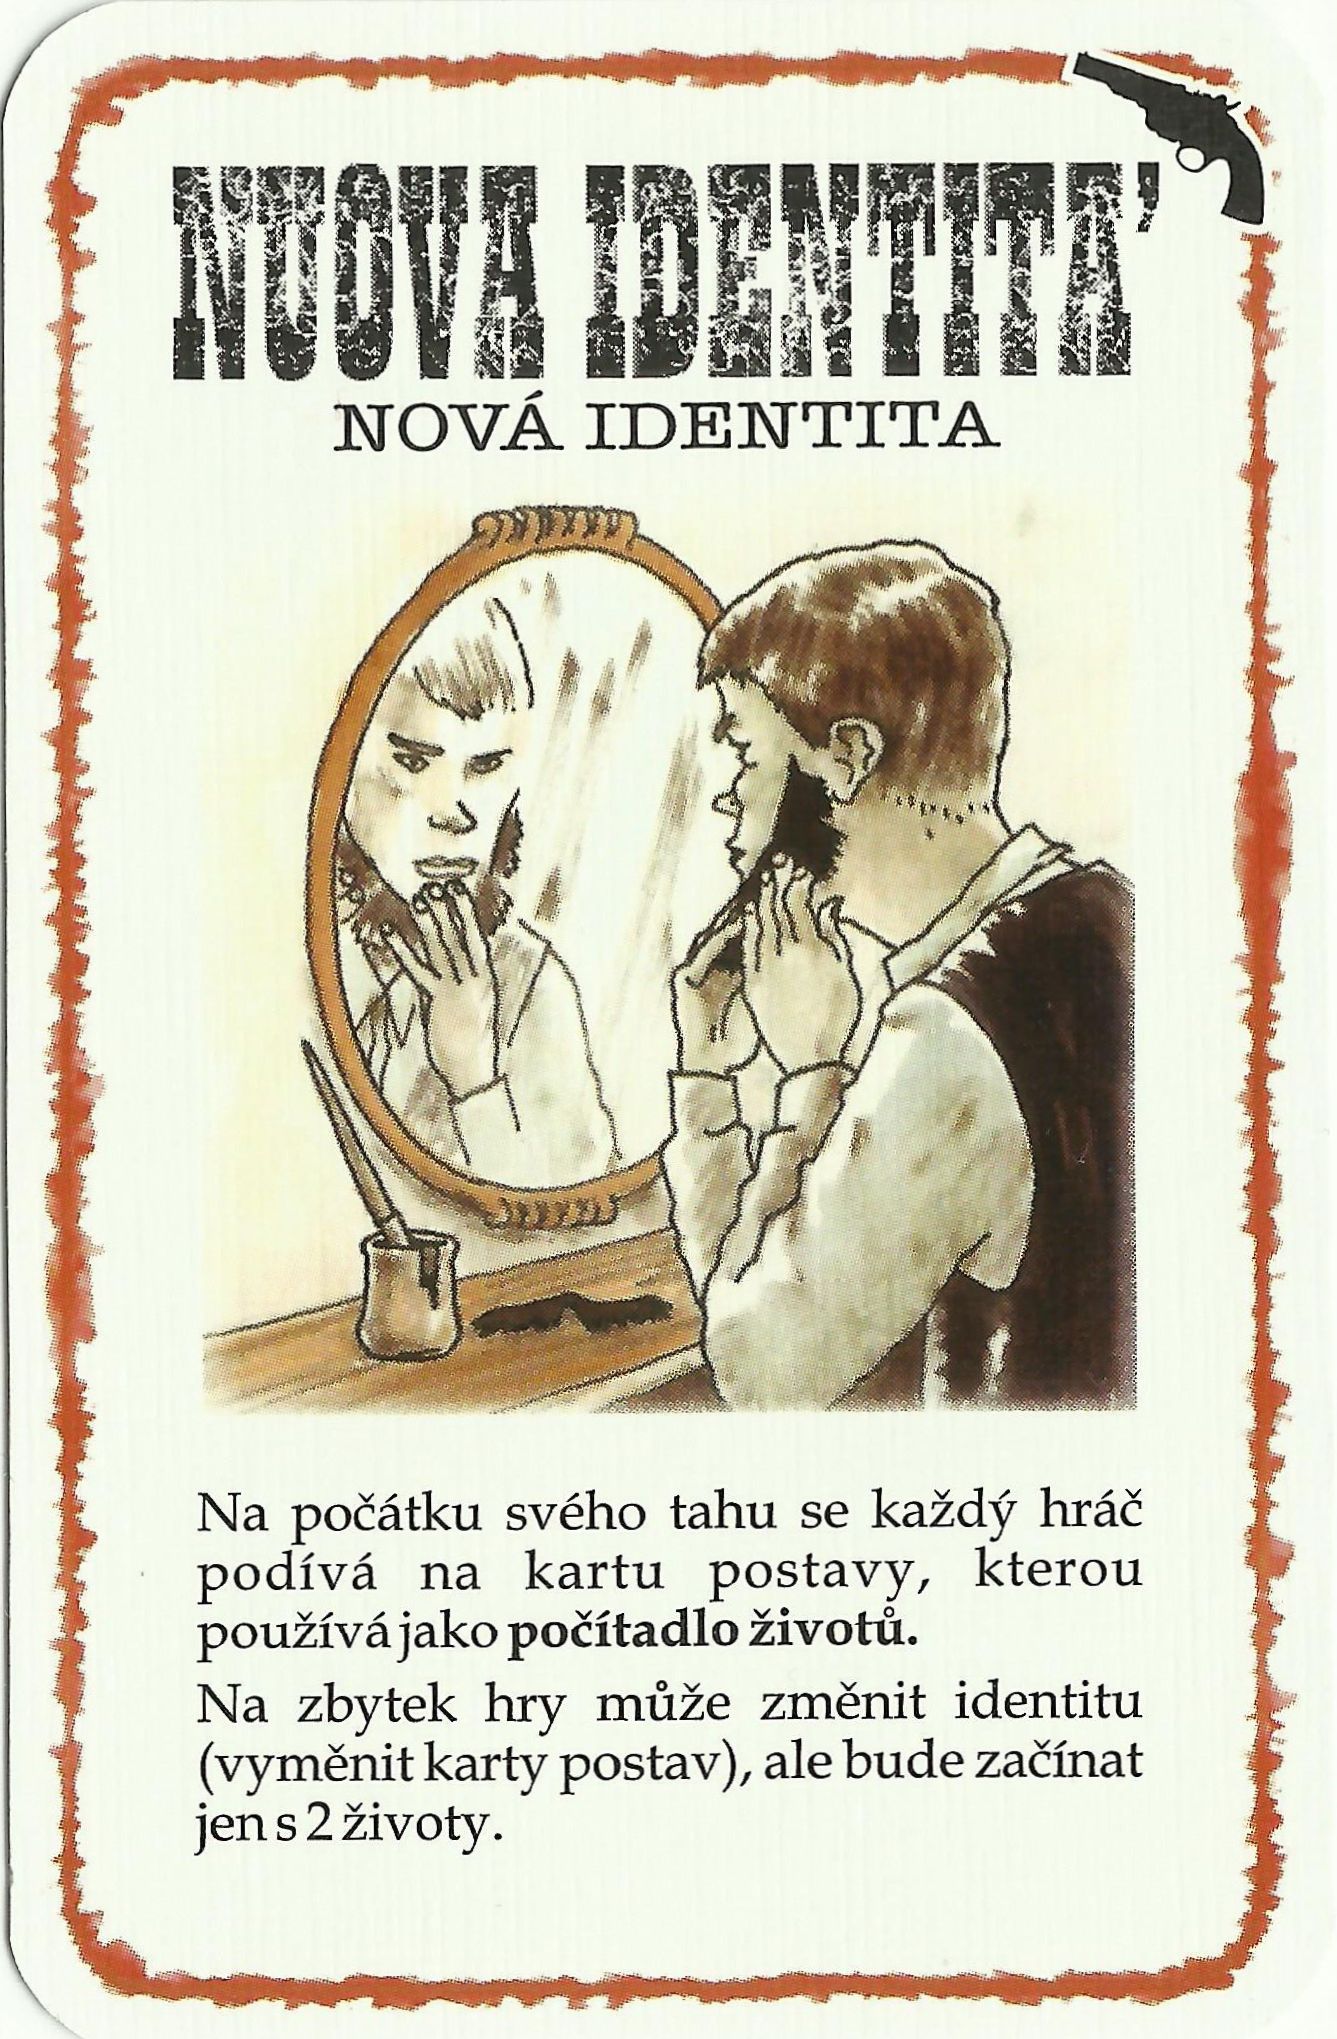 NUOVA IDENTITA'
NOVÁ IDENTITA
Na počátku svého tahu se každý hráč
podívá na kartu postavy, kterou
používá jako počítadlo životů.
Na zbytek hry může změnit identitu
(vyměnit karty postav), ale bude začínat
jen s 2 životy.